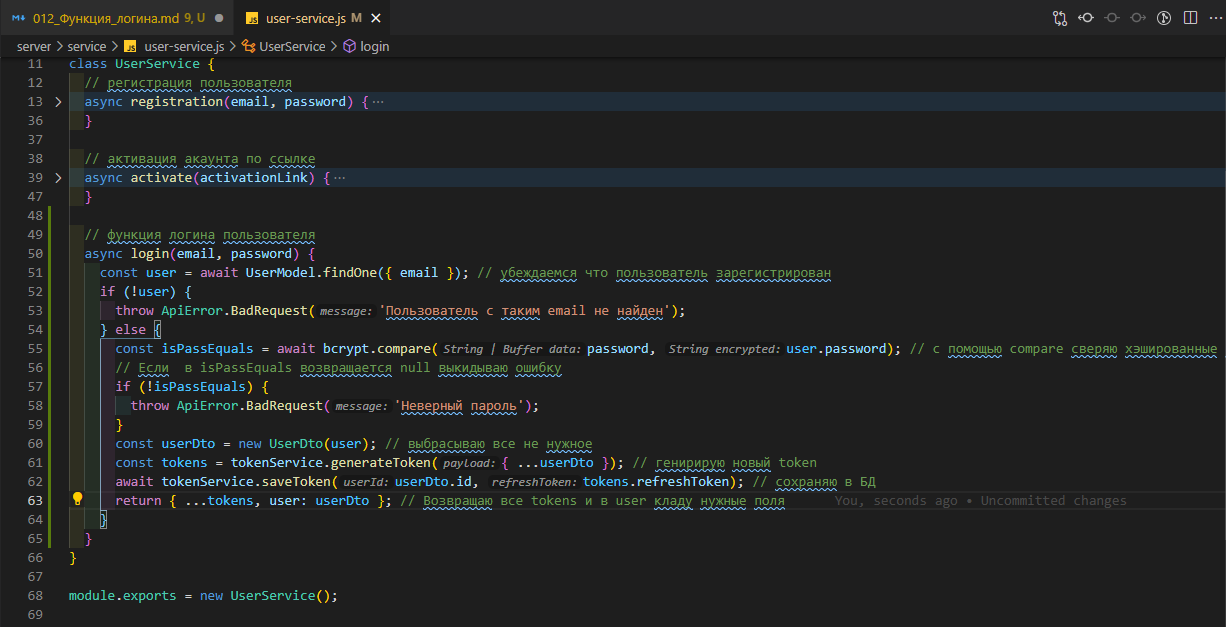 012_Функция_логина.md 9, U
JS user-service.js M
server > service > JS user-service.js > UserService > login
11 class UserService {
12 // регистрация пользователя
13 async registration(email, password) { ···
36 }
37
38 // активация акаунта по ссылке
39 async activate(activationLink) { ···
47 }
48
49 // функция логина пользователя
50 async login(email, password) {
51 const user = await UserModel.findOne({ email }); // убеждаемся что пользователь зарегистрирован
52 if (!user) {
53 throw ApiError.BadRequest( message: 'Пользователь с таким email не найден');
54 } else {
55 const isPassEquals = await bcrypt.compare( String | Buffer data: password, String encrypted: user.password); // с помощью compare сверяю хэшированные
56 // Если в isPassEquals возвращается null выкидываю ошибку
57 if (!isPassEquals) {
58 throw ApiError.BadRequest( message: 'Неверный пароль');
59 }
60 const userDto = new UserDto(user); // выбрасываю все не нужное
61 const tokens = tokenService.generateToken( payload: { ...userDto }); // генирирую новый token
62 await tokenService.saveToken( userId: userDto.id, refreshToken: tokens.refreshToken); // сохраняю в БД
63 return { ...tokens, user: userDto }; // Возвращаю все tokens и в user кладу нужные поля You, seconds ago • Uncommitted changes
64 }
65 }
66 }
67
68 module.exports = new UserService();
69